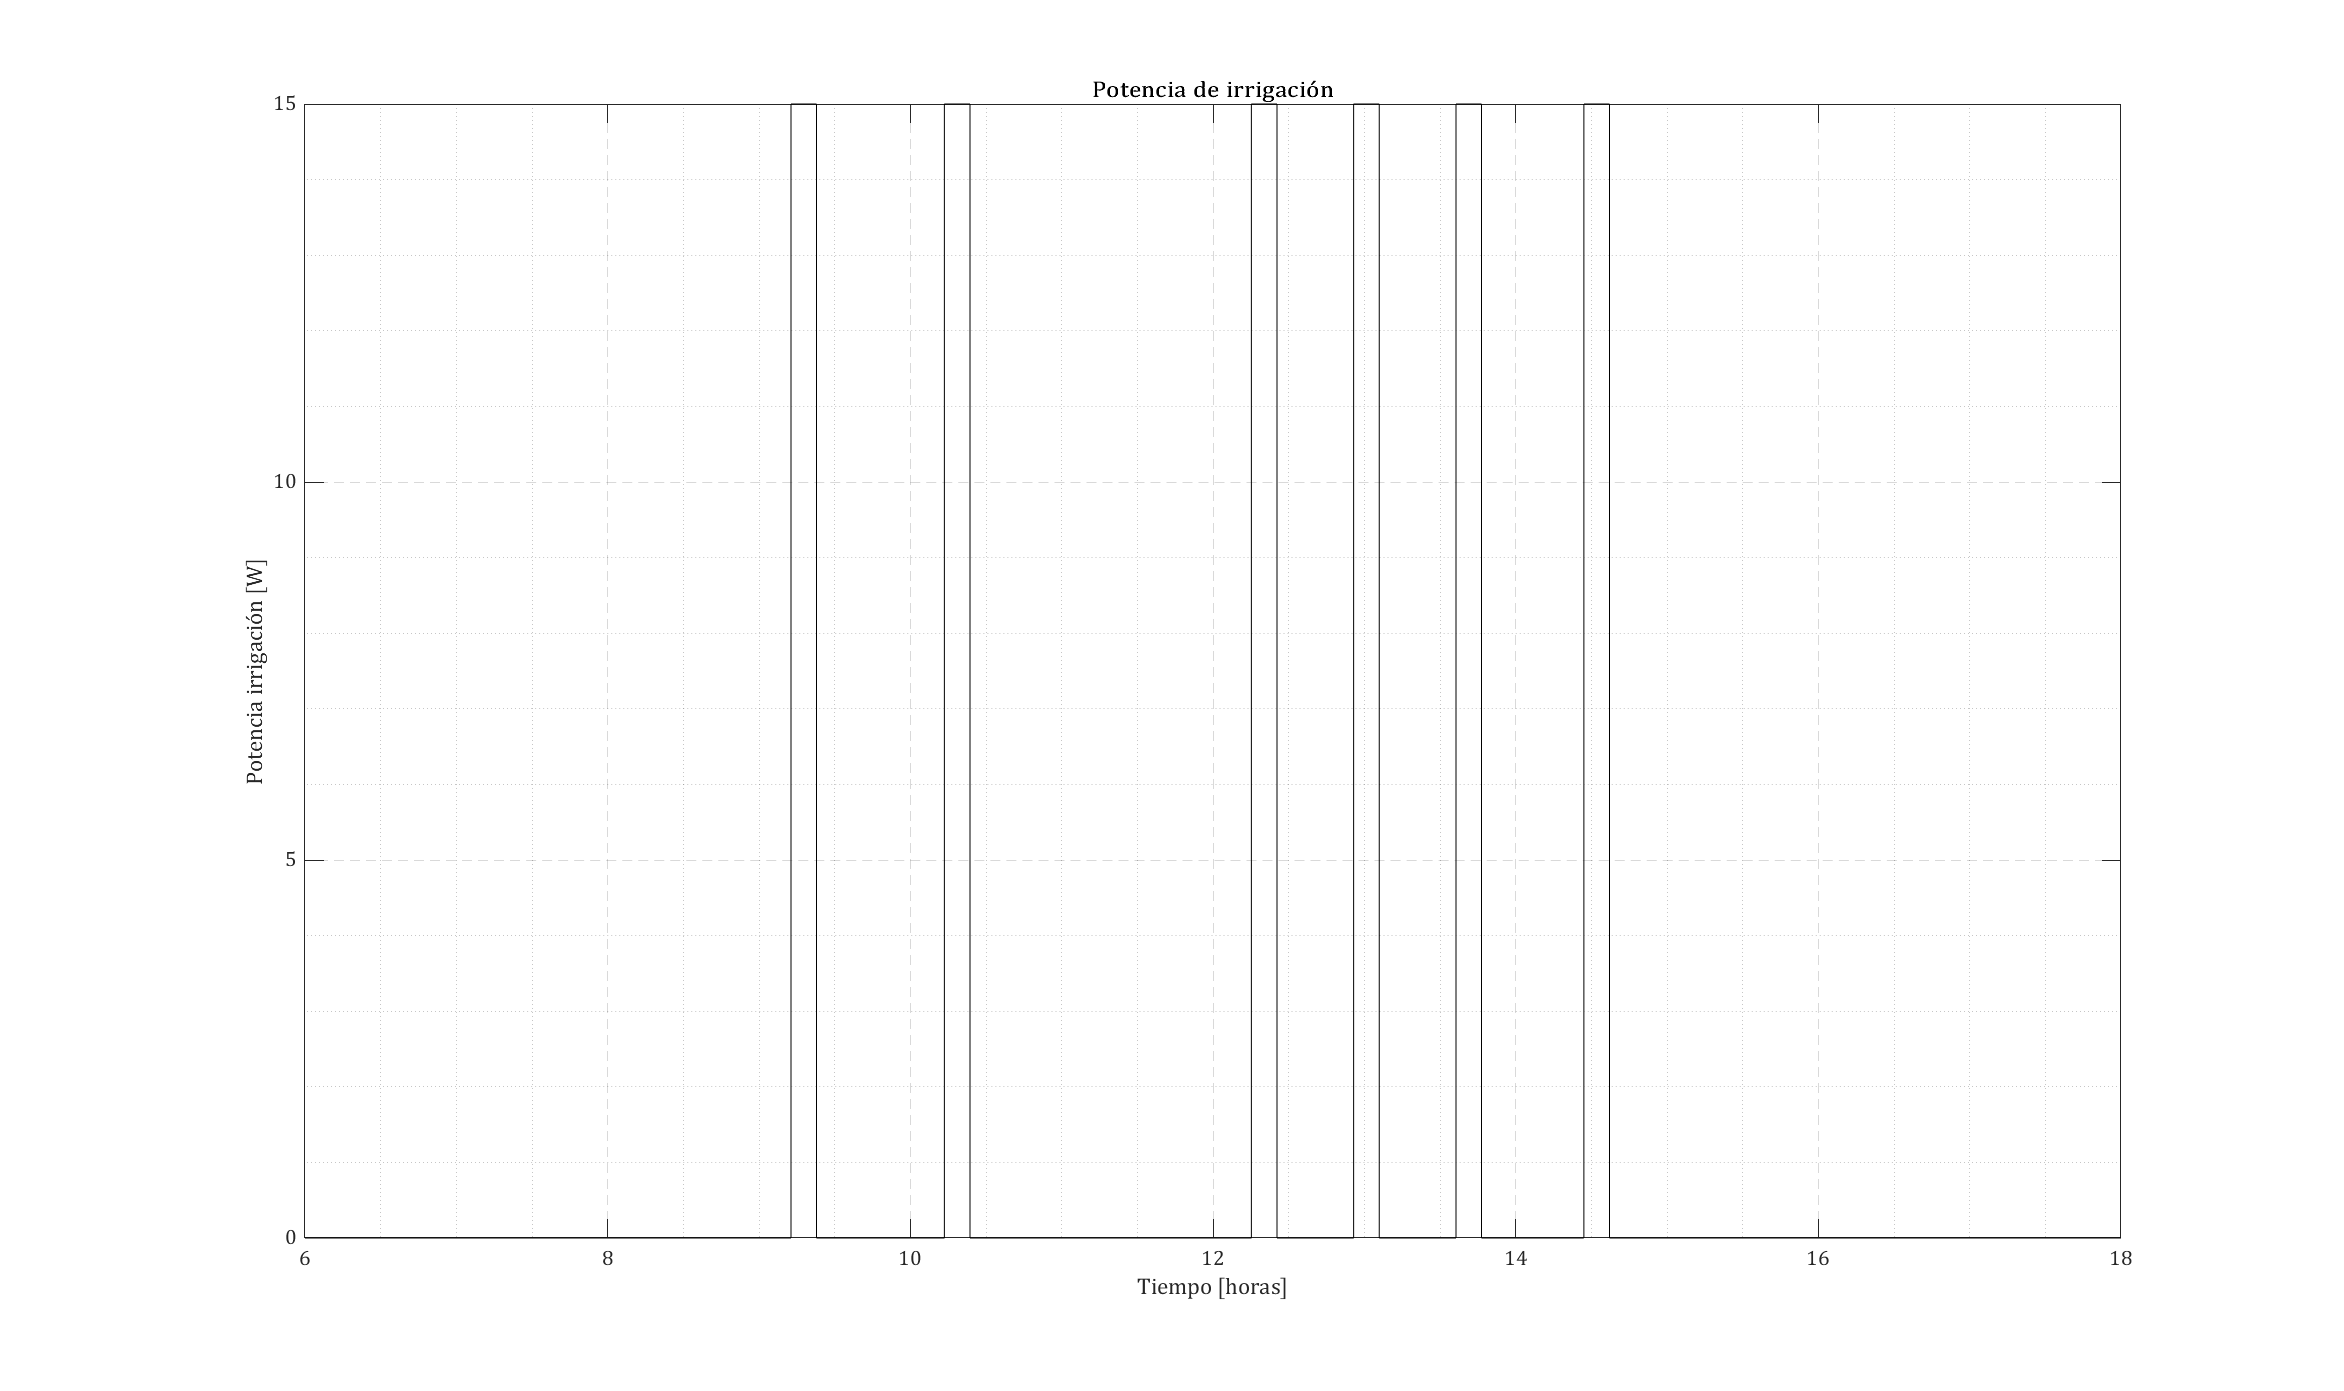 Potencia de irrigación
15
10
5
0
Potencia irrigación [W]
6 8 10 12 14 16 18
Tiempo [horas]